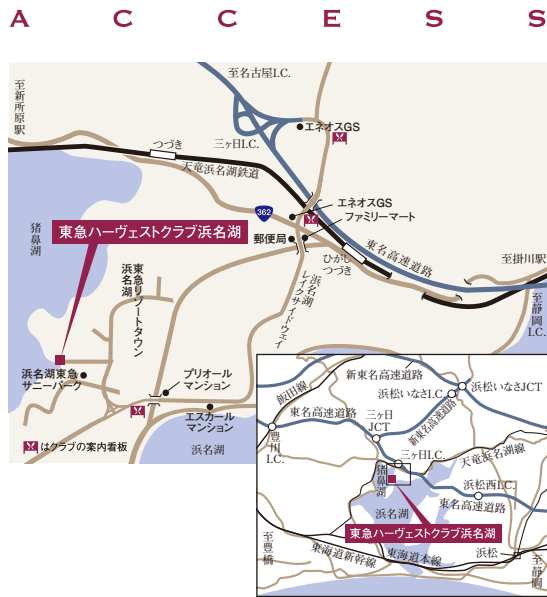 ACCESS
至名古屋I.C.
至新所原駅
エネオスGS
つづき
三ヶ日I.C.
天竜浜名湖鉄道
エネオスGS
362
ファミリーマート
猪鼻湖
東急ハーヴェストクラブ浜名湖
郵便局
ひがし
つづき
東名高速道路
至掛川駅
浜名湖
レイクサイドウェイ
東急リゾートタウン
浜名湖
至静岡I.C.
浜名湖東急
サニーパーク
プリオール
マンション
エスカール
マンション
はクラブの案内看板
浜名湖
飯田線
新東名高速道路
浜松いなさJCT
浜松いなさI.C.
東名高速道路
三ヶ日
JCT
新東名高速道路
豊川I.C.
三ヶ日I.C.
天竜浜名湖線
猪鼻湖
浜松西I.C.
浜名湖
東名高速道路
東急ハーヴェストクラブ浜名湖
至豊橋
東海道新幹線
東海道本線
浜松
至静岡